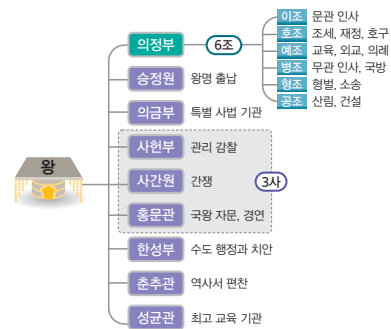 왕
의정부 6조
이조 문관 인사
호조 조세, 재정, 호구
예조 교육, 외교, 의례
병조 무관 인사, 국방
형조 형벌, 소송
공조 산림, 건설
승정원 왕명 출납
의금부 특별 사법 기관
사헌부 관리 감찰
사간원 간쟁
3사
홍문관 국왕 자문, 경연
한성부 수도 행정과 치안
춘추관 역사서 편찬
성균관 최고 교육 기관